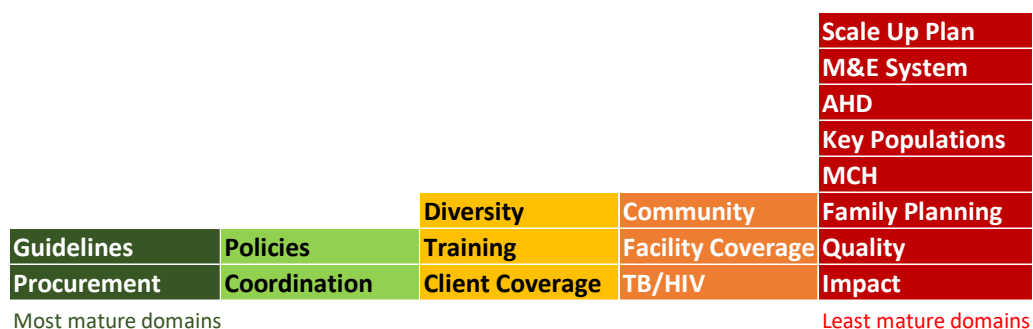 Scale Up Plan
M&E System
AHD
Key Populations
MCH
Diversity Community Family Planning
Guidelines Policies Training Facility Coverage Quality
Procurement Coordination Client Coverage TB/HIV Impact
Most mature domains Least mature domains